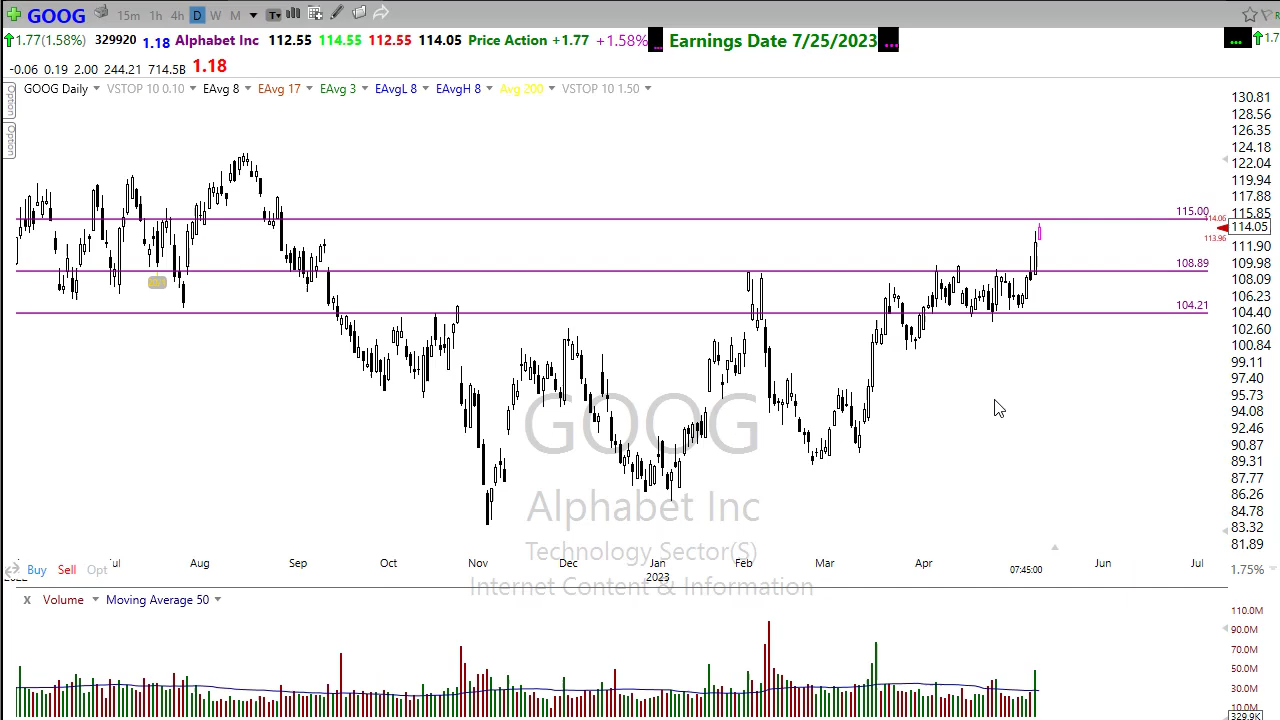 GOOG 15m 1h 4h D W M T
1.77(1.58%) 329920 1.18 Alphabet Inc 112.55 114.55 112.55 114.05 Price Action +1.77 +1.58% ... Earnings Date 7/25/2023 ... ... 1.7
-0.06 0.19 2.00 244.21 714.5B 1.18
Option
Option
GOOG Daily VSTOP 10 0.10 EAvg 8 EAvg 17 EAvg 3 EAvgL 8 EAvgH 8 Avg 200 VSTOP 10 1.50
130.81
128.56
126.35
124.18
122.04
119.94
117.88
115.00
115.85
114.06
114.05
113.96
111.90
108.89
109.98
108.09
106.23
104.21
104.40
102.60
100.84
99.11
97.40
95.73
94.08
92.46
90.87
89.31
87.77
86.26
84.78
83.32
81.89
GOOG
Alphabet Inc
Technology Sector(S)
Internet Content & Information
Aug Sep Oct Nov Dec Jan Feb Mar Apr Jun Jul
2023
07:45:00
Buy Sell Opt
1.75%
X Volume Moving Average 50
110.0M
90.0M
70.0M
50.0M
30.0M
10.0M
329.9K